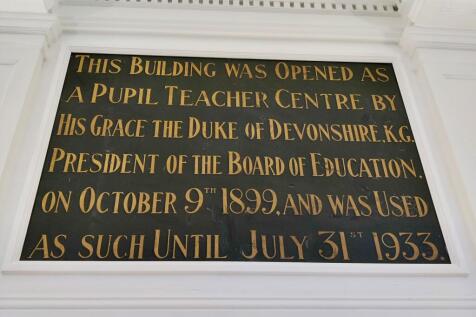 THIS BUILDING WAS OPENED AS
A PUPIL TEACHER CENTRE BY
HIS GRACE THE DUKE OF DEVONSHIRE, K.G.
PRESIDENT OF THE BOARD OF EDUCATION.
ON OCTOBER 9TH 1899, AND WAS USED
AS SUCH UNTIL JULY 31ST 1933.